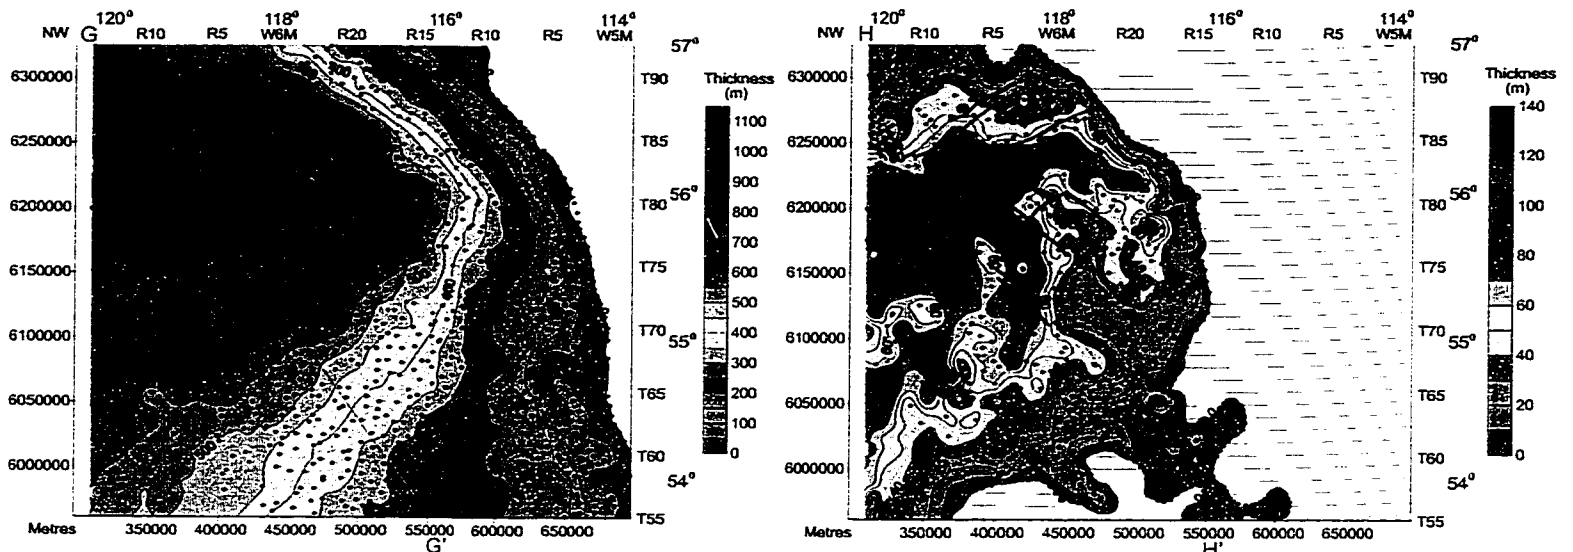 120° 118° 116° 114°
NW G R10 R5 W6M R20 R15 R10 R5 W5M
57°
6300000
6250000
6200000
6150000
6100000
6050000
6000000
Metres 350000 400000 450000 500000 550000 600000 650000
G'
T90
T85
T80
T75
T70
T65
T60
T55
56°
55°
54°
Thickness
(m)
1100
1000
900
800
700
600
500
400
300
200
100
0
120° 118° 116° 114°
NW H R10 R5 W6M R20 R15 R10 R5 W5M
57°
6300000
6250000
6200000
6150000
6100000
6050000
6000000
Metres 350000 400000 450000 500000 550000 600000 650000
H'
T90
T85
T80
T75
T70
T65
T60
T55
56°
55°
54°
Thickness
(m)
140
120
100
80
60
40
20
0